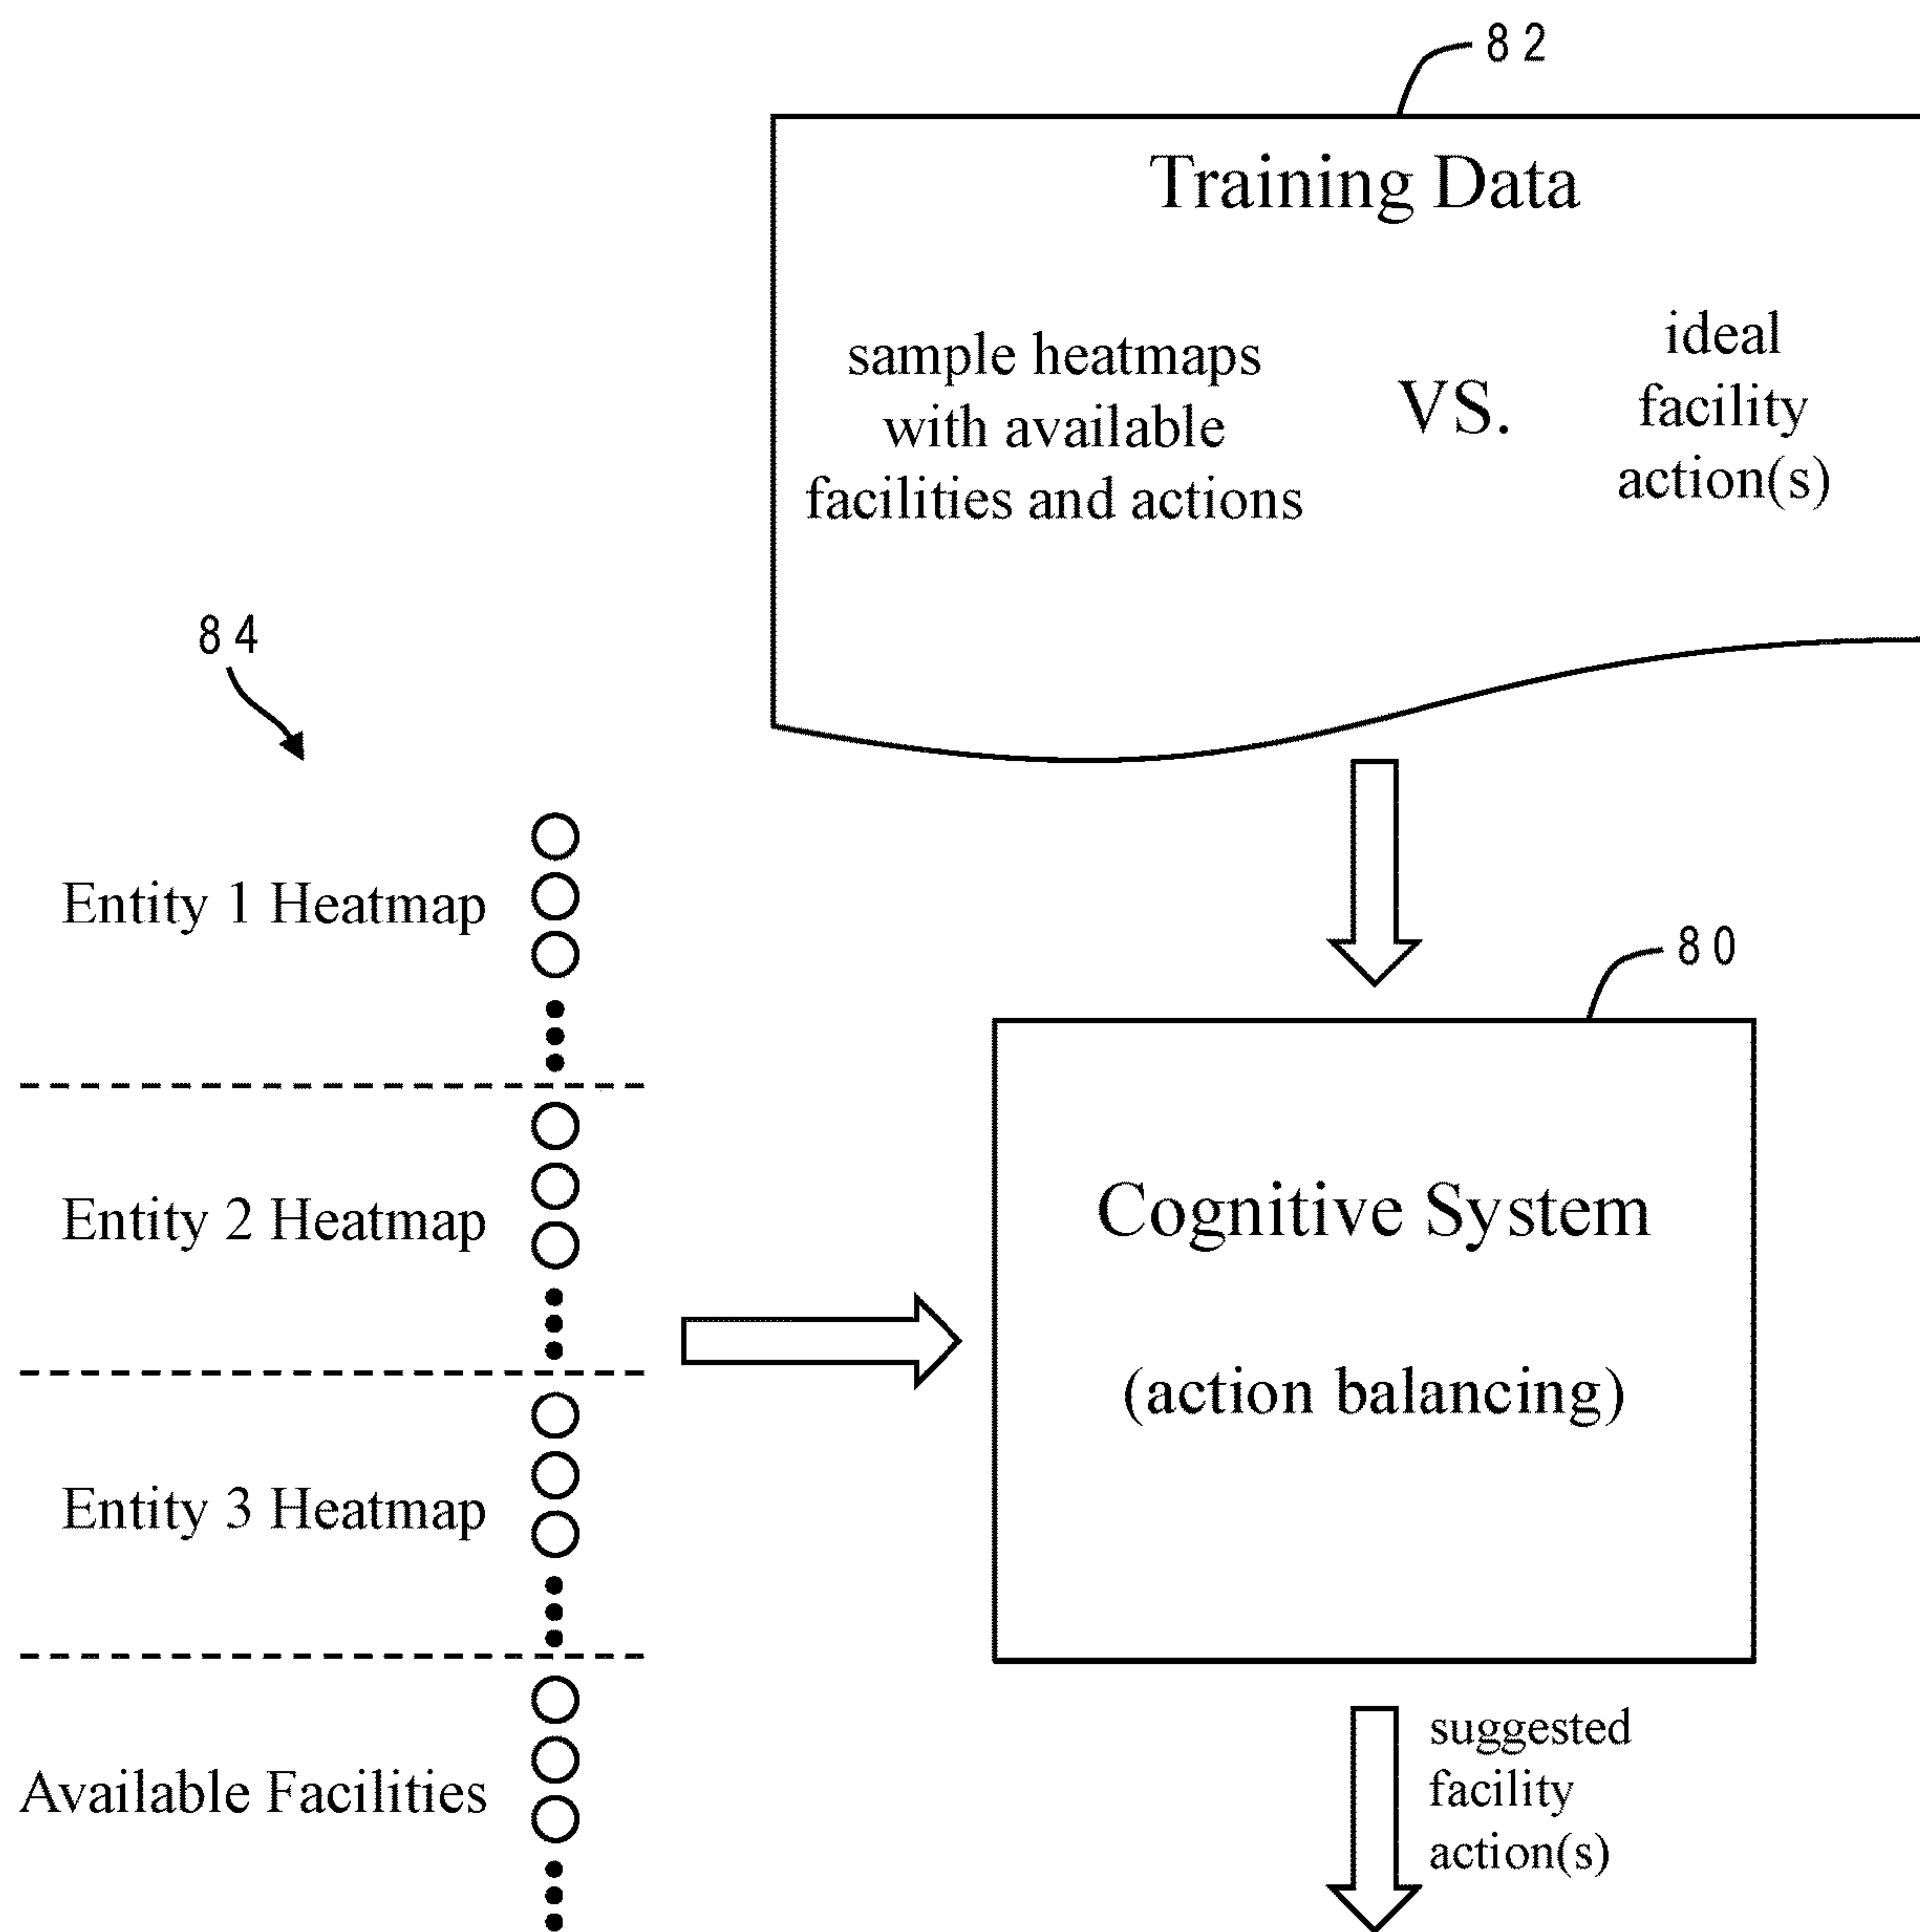 82
Training Data
sample heatmaps
with available
facilities and actions
VS.
ideal
facility
action(s)
84
Entity 1 Heatmap
Entity 2 Heatmap
Entity 3 Heatmap
Available Facilities
80
Cognitive System
(action balancing)
suggested
facility
action(s)